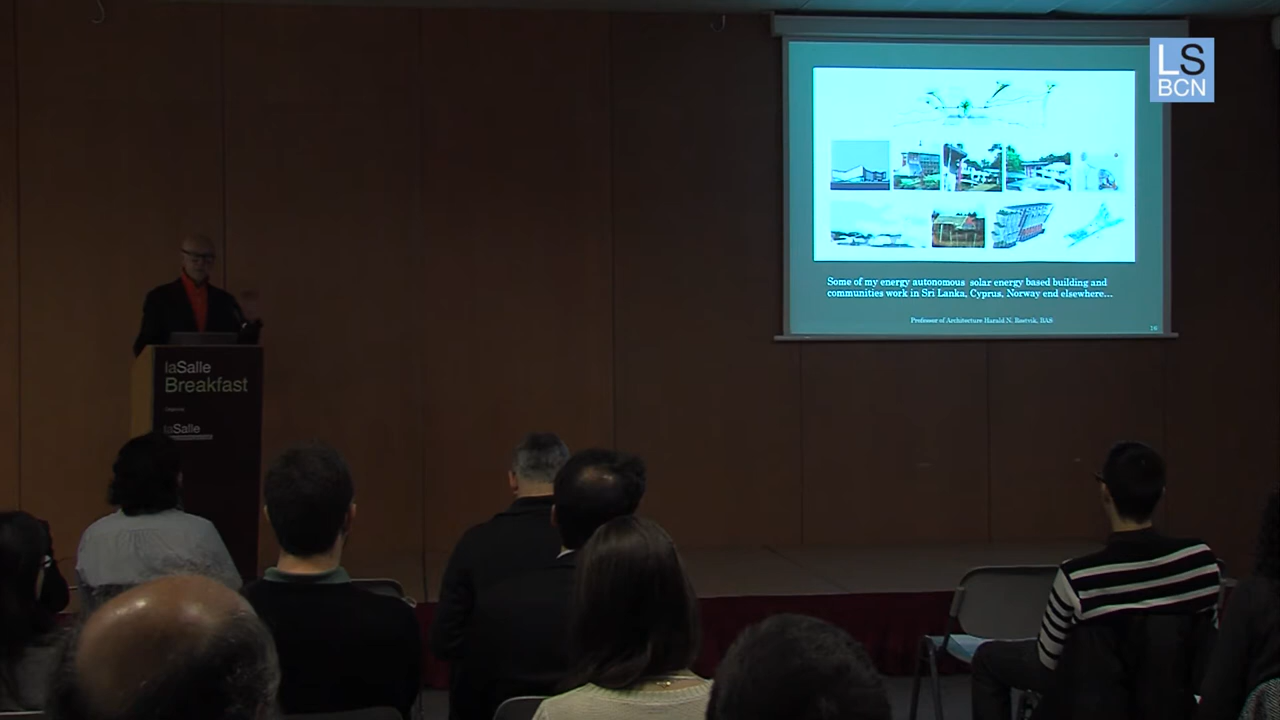 LS
BCN
Some of my energy autonomous solar energy based building and
communities work in Sri Lanka, Cyprus, Norway end elsewhere...
Professor of Architecture Harald N. Røstvik, BAS
16
laSalle
Breakfast
laSalle